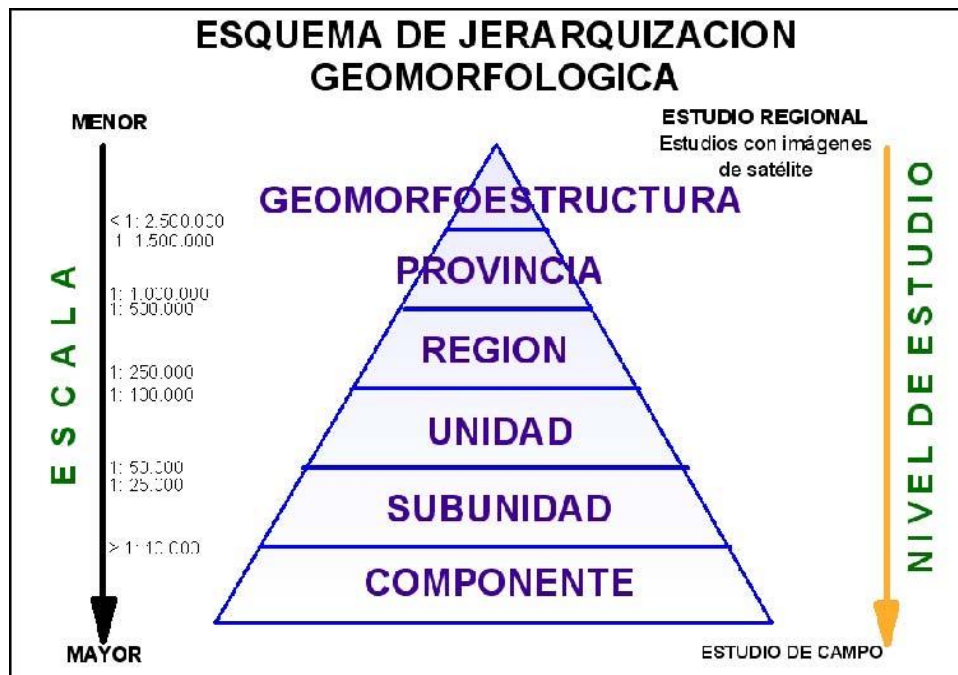 ESQUEMA DE JERARQUIZACION
GEOMORFOLOGICA
MENOR
ESTUDIO REGIONAL
Estudios con imágenes
de satélite
GEOMORFOESTRUCTURA
< 1: 2.500.000
1: 1.500.000
PROVINCIA
1: 1.000.000
1: 500.000
REGION
1: 250.000
1: 100.000
UNIDAD
1: 50.000
1: 25.000
SUBUNIDAD
> 1: 10.000
COMPONENTE
MAYOR
ESTUDIO DE CAMPO
ESCALA
NIVEL DE ESTUDIO